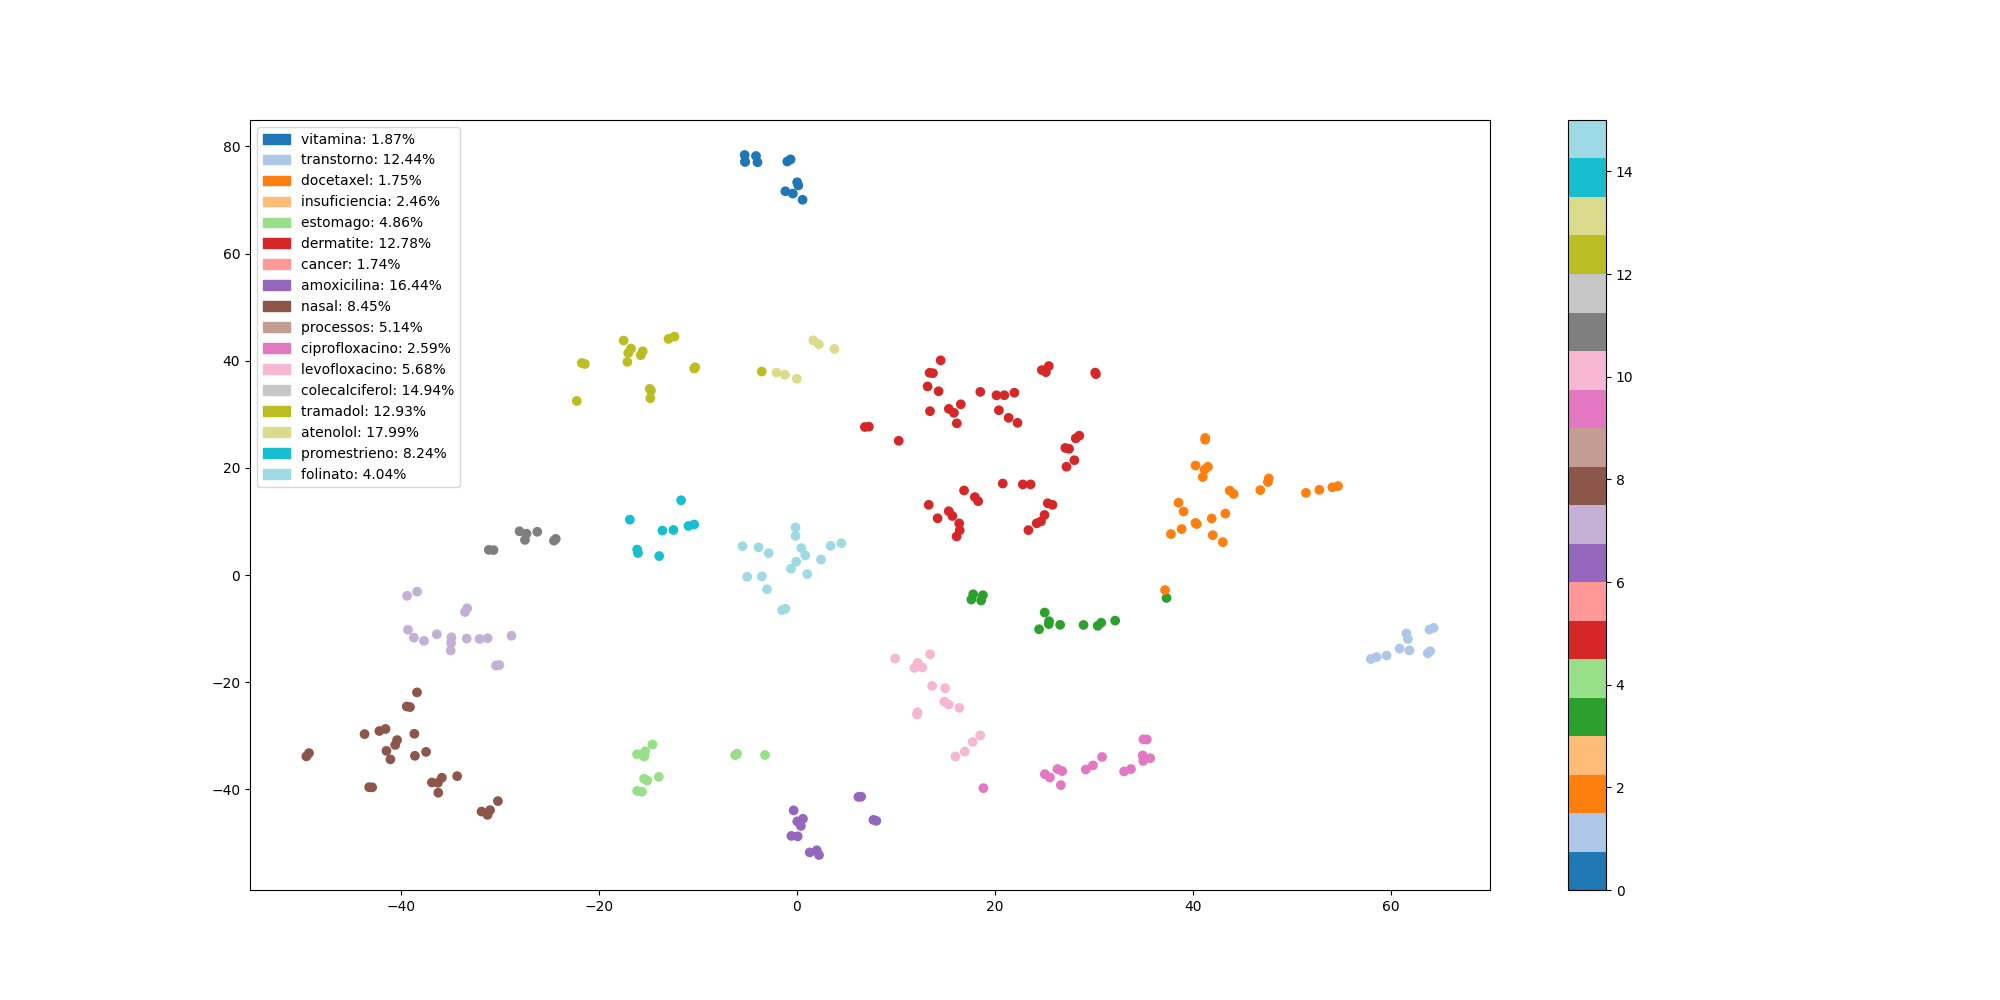 vitamina: 1.87%
transtorno: 12.44%
docetaxel: 1.75%
insuficiencia: 2.46%
estomago: 4.86%
dermatite: 12.78%
cancer: 1.74%
amoxicilina: 16.44%
nasal: 8.45%
processos: 5.14%
ciprofloxacino: 2.59%
levofloxacino: 5.68%
colecalciferol: 14.94%
tramadol: 12.93%
atenolol: 17.99%
promestrieno: 8.24%
folinato: 4.04%
80
60
40
20
0
−20
−40
−40
−20
0
20
40
60
14
12
10
8
6
4
2
0